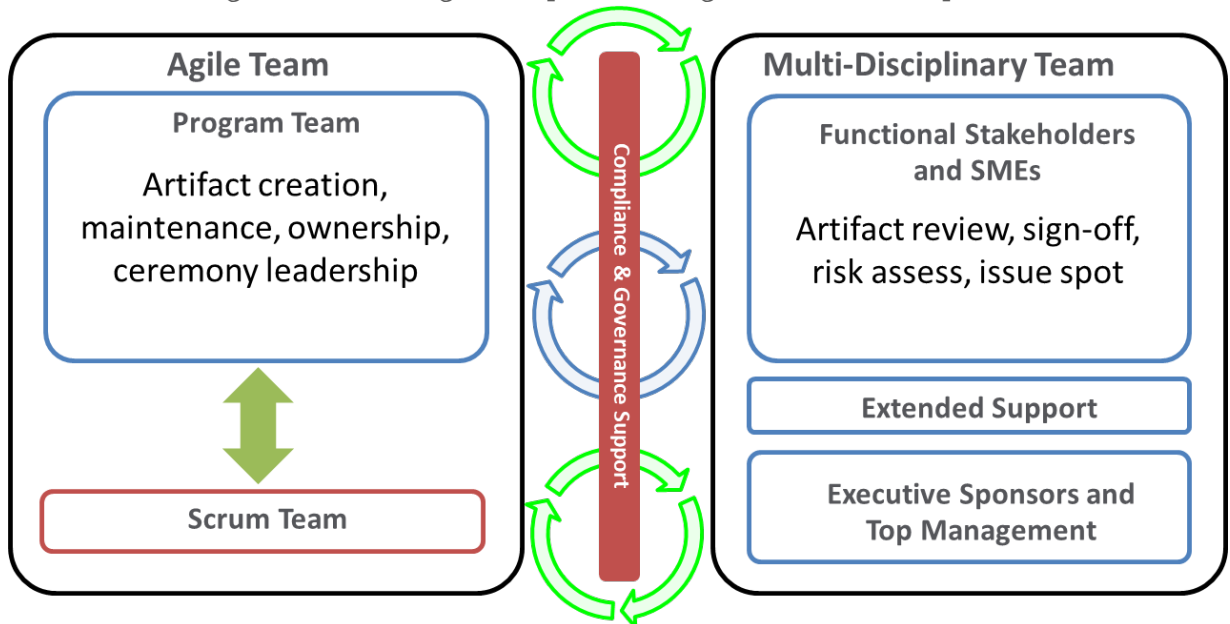 Agile Team
Program Team
Artifact creation,
maintenance, ownership,
ceremony leadership
Scrum Team
Compliance & Governance Support
Multi-Disciplinary Team
Functional Stakeholders
and SMEs
Artifact review, sign-off,
risk assess, issue spot
Extended Support
Executive Sponsors and
Top Management